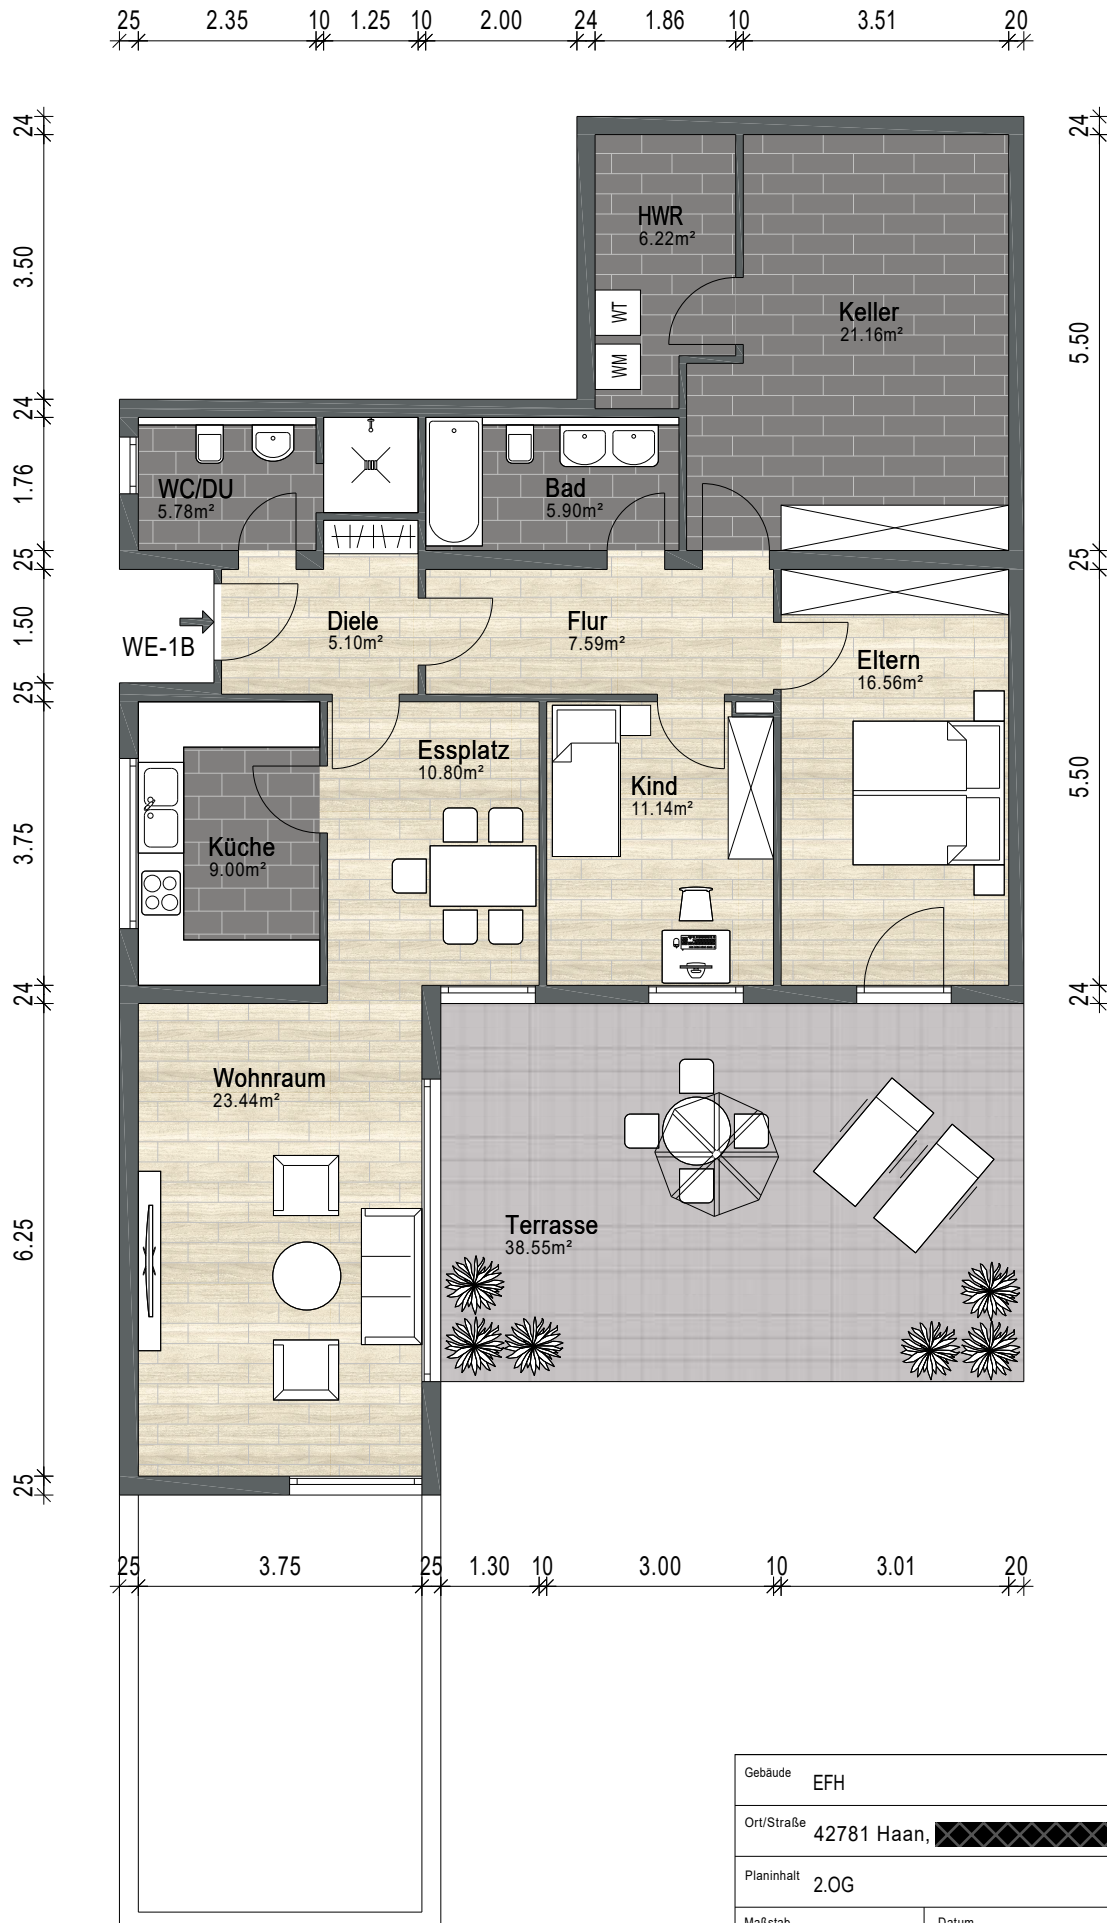 25 2.35 10 1.25 10 2.00 24 1.86 10 3.51 20
24
3.50
24
1.76
25
1.50
25
3.75
24
6.25
25
24
5.50
25
5.50
24
HWR
6.22m²
WT
WM
Keller
21.16m²
WC/DU
5.78m²
Bad
5.90m²
WE-1B
Diele
5.10m²
Flur
7.59m²
Eltern
16.56m²
Essplatz
10.80m²
Kind
11.14m²
Küche
9.00m²
Wohnraum
23.44m²
Terrasse
38.55m²
25 3.75 25 1.30 10 3.00 10 3.01 20
Gebäude EFH
Ort/Straße 42781 Haan,
Planinhalt 2.OG
Maßstab Datum